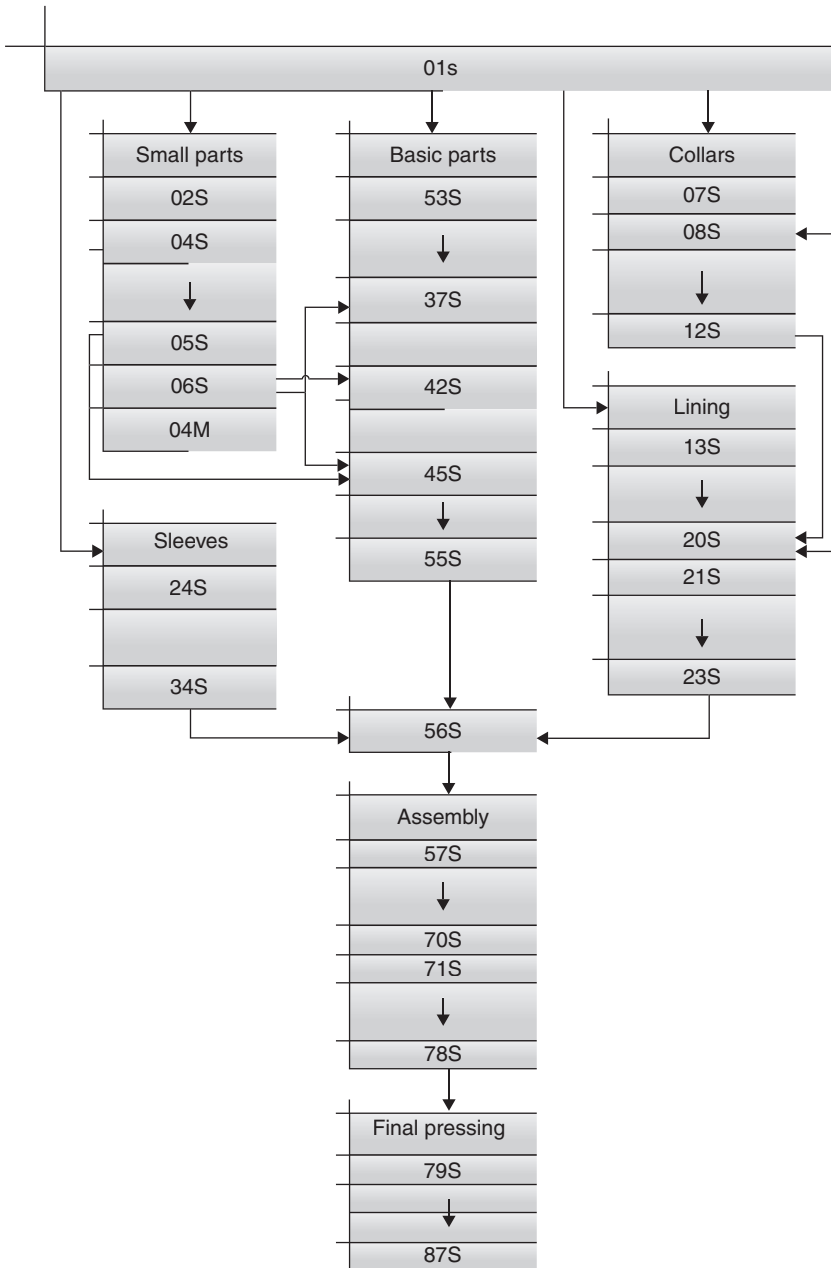 01s
Small parts
02S
04S
05S
06S
04M
Sleeves
24S
34S
Basic parts
53S
37S
42S
45S
55S
56S
Collars
07S
08S
12S
Lining
13S
20S
21S
23S
Assembly
57S
70S
71S
78S
Final pressing
79S
87S